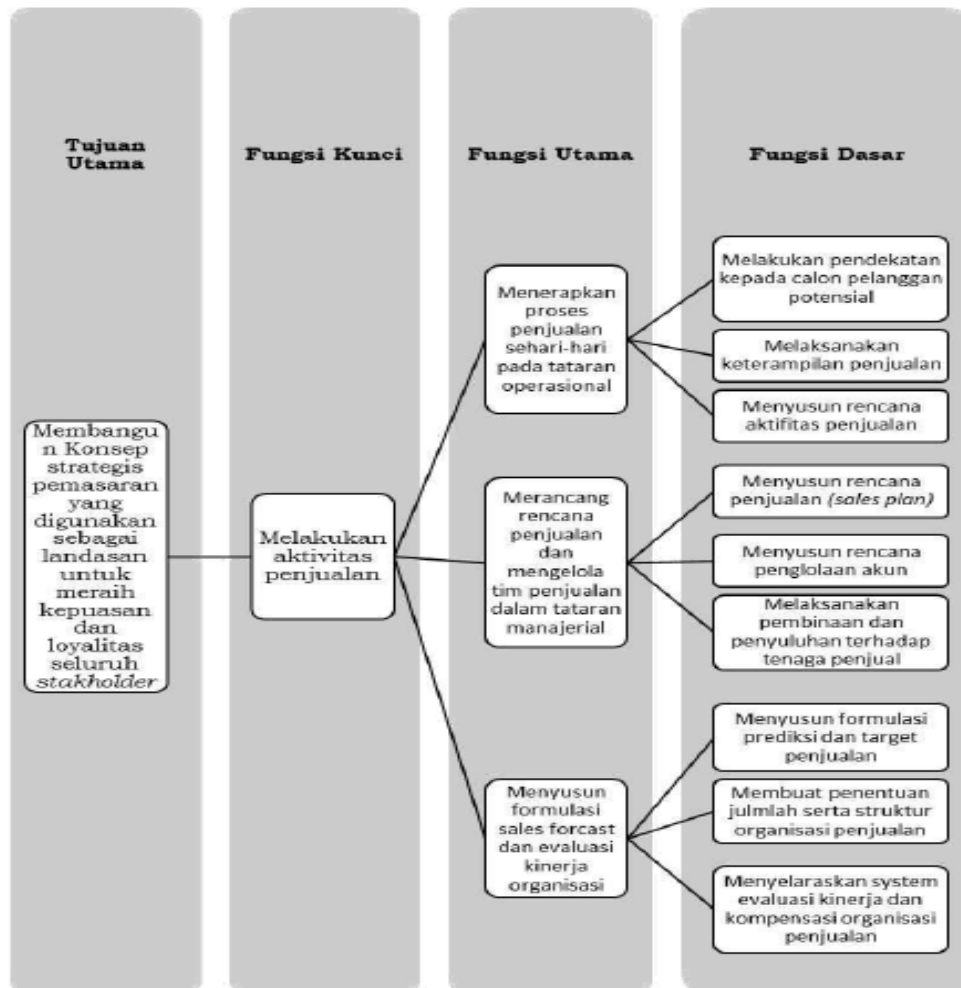 Tujuan
Utama
Fungsi Kunci
Fungsi Utama
Fungsi Dasar
Membangu
n Konsep
strategis
pemasaran
yang
digunakan
sebagai
landasan
untuk
meraih
kepuasan
dan
loyalitas
seluruh
stakholder
Melakukan
aktivitas
penjualan
Menerapkan
proses
penjualan
sehari-hari
pada tataran
operasional
Melakukan pendekatan
kepada calon pelanggan
potensial
Melaksanakan
keterampilan penjualan
Menyusun rencana
aktifitas penjualan
Merancang
rencana
penjualan
dan
mengelola
tim penjualan
dalam tataran
manajerial
Menyusun rencana
penjualan (sales plan)
Menyusun rencana
penglolaan akun
Melaksanakan
pembinaan dan
penyuluhan terhadap
tenaga penjual
Menyusun
formulasi
sales forcast
dan evaluasi
kinerja
organisasi
Menyusun formulasi
prediksi dan target
penjualan
Membuat penentuan
julmlah serta struktur
organisasi penjualan
Menyelaraskan system
evaluasi kinerja dan
kompensasi organisasi
penjualan